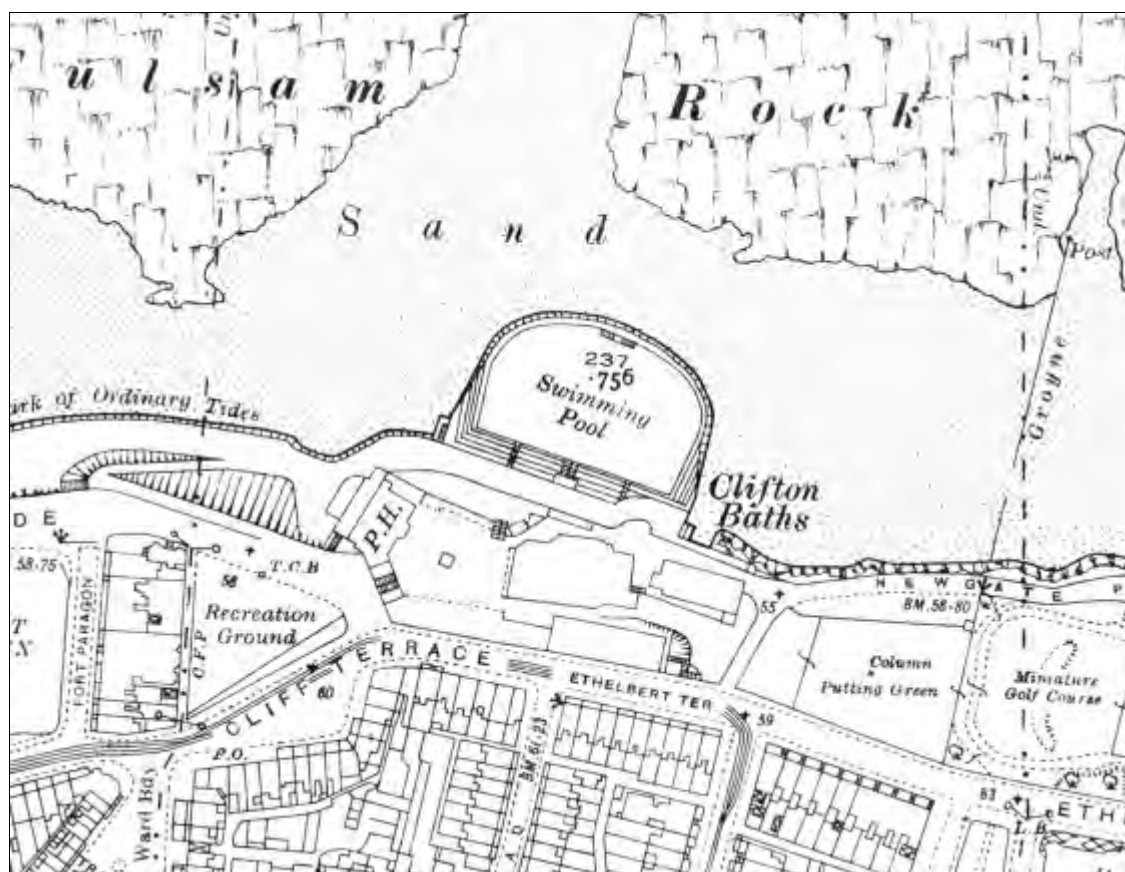 ulsam
Rock
Sand
Und
Post
Groyne
237
·756
Swimming
Pool
ark of Ordinary Tides
Clifton
Baths
P.H.
DE
58·75
T.C.B
58
Recreation
Ground
FORT PARAGON
C.F.P
CLIFF TERRACE
60
P.O.
Ward Bdy
ETHELBERT TER
BM.61·23
A D
59
55
NEWGATE P
BM.58·80
Column
Putting Green
Miniature
Golf Course
53
L.B.
ETH